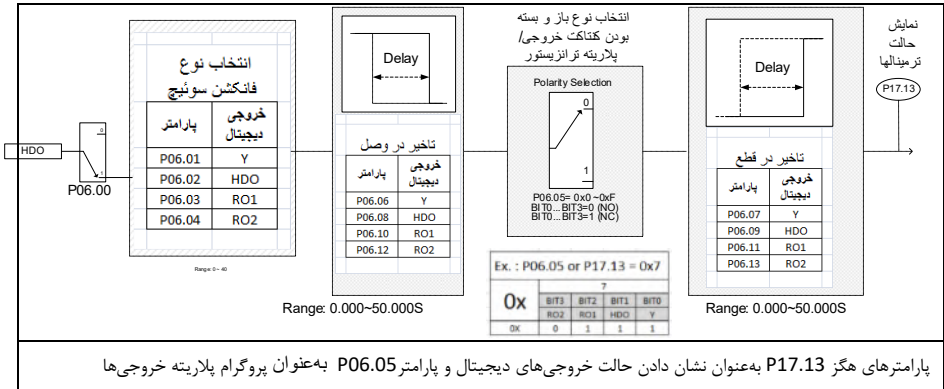 HDO
0
1
P06.00
انتخاب نوع
فانکشن سوئیچ
پارامتر	خروجی دیجیتال
P06.01	Y
P06.02	HDO
P06.03	RO1
P06.04	RO2
Range: 0~ 40
Delay
تاخیر در وصل
پارامتر	خروجی دیجیتال
P06.06	Y
P06.08	HDO
P06.10	RO1
P06.12	RO2
Range: 0.000~50.000S
انتخاب نوع باز و بسته
بودن کنتاکت خروجی/
پلاریته ترانزیستور
Polarity Selection
0
1
P06.05= 0x0 ~0xF
BIT0...BIT3=0 (NO)
BIT0...BIT3=1 (NC)
Ex. : P06.05 or P17.13 = 0x7
0x	7
BIT3	BIT2	BIT1	BIT0
RO2	RO1	HDO	Y
0X	0	1	1	1
Delay
تاخیر در قطع
پارامتر	خروجی دیجیتال
P06.07	Y
P06.09	HDO
P06.11	RO1
P06.13	RO2
Range: 0.000~50.000S
نمایش
حالت
ترمینالها
P17.13
پارامترهای هگز P17.13 به‌عنوان نشان دادن حالت خروجی‌های دیجیتال و پارامتر P06.05 به‌عنوان پروگرام پلاریته خروجی‌ها